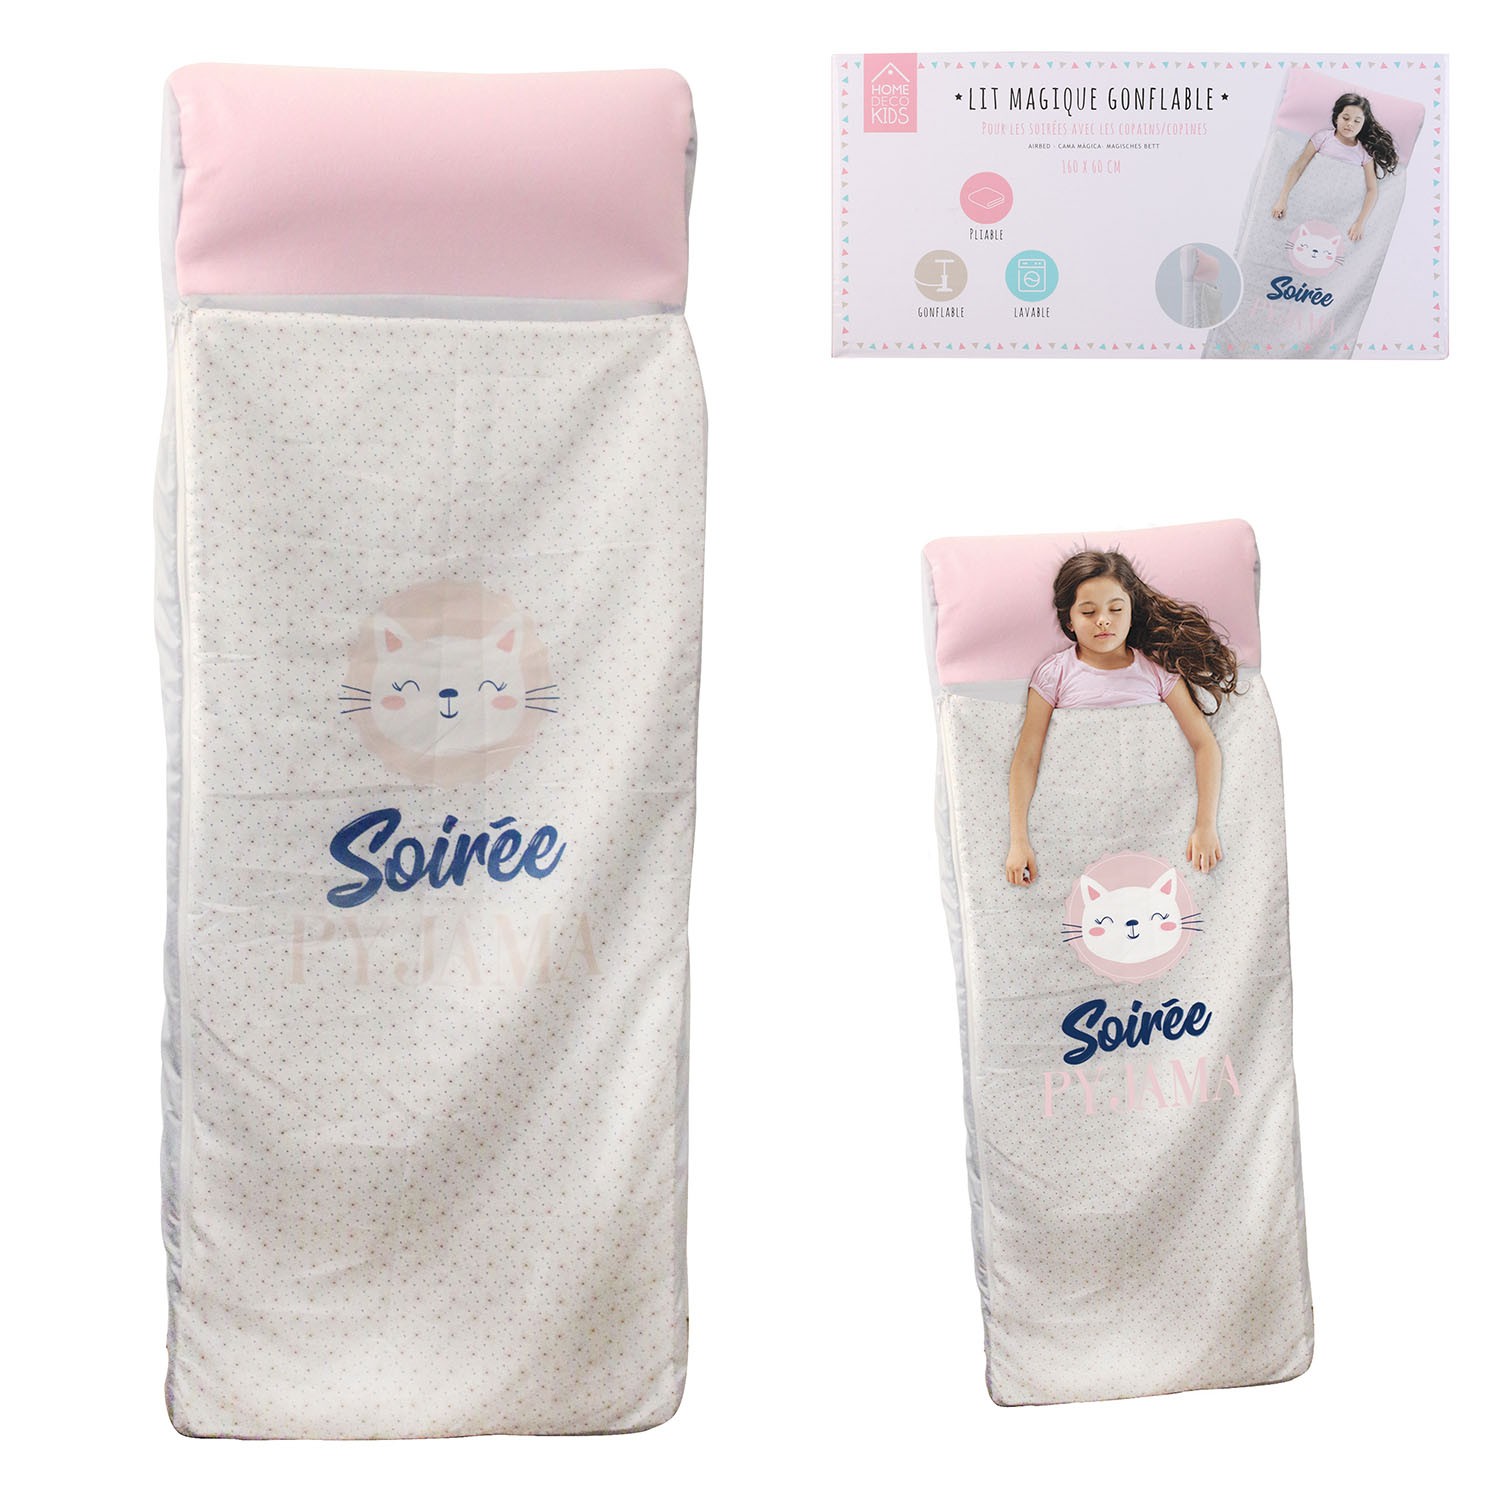 Soirée
PYJAMA
HOME
DECO
KIDS
LIT MAGIQUE GONFLABLE
POUR LES SOIRÉES AVEC LES COPAINS/COPINES
AIRBED - CAMA MÁGICA- MAGISCHES BETT
160 X 60 CM
PLIABLE
GONFLABLE
LAVABLE
Soirée
PYJAMA
Soirée
PYJAMA